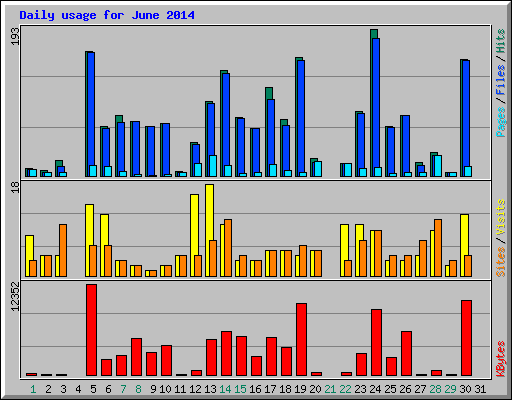 Daily usage for June 2014
193
Pages / Files / Hits
18
Sites / Visits
12352
KBytes
1 2 3 4 5 6 7 8 9 10 11 12 13 14 15 16 17 18 19 20 21 22 23 24 25 26 27 28 29 30 31